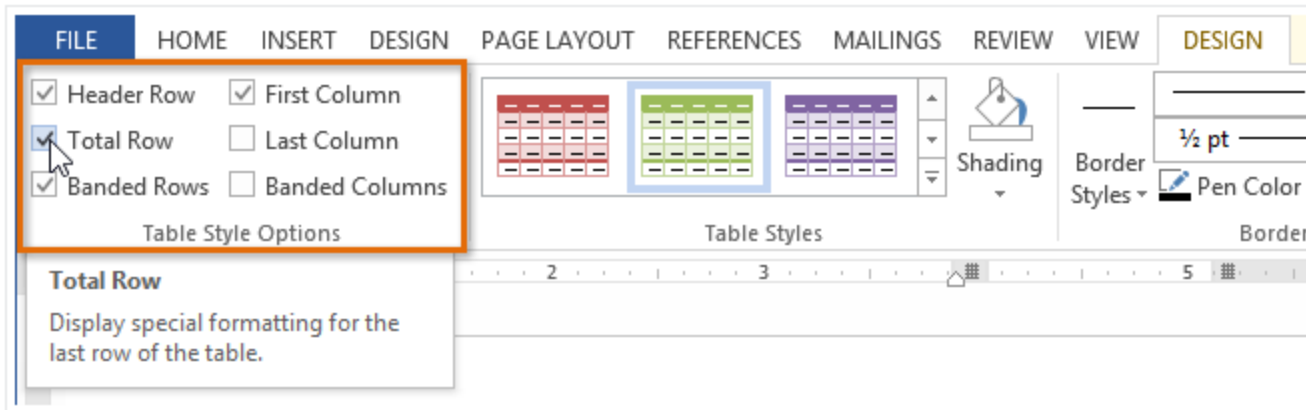 FILE HOME INSERT DESIGN PAGE LAYOUT REFERENCES MAILINGS REVIEW VIEW DESIGN
Header Row First Column
Total Row Last Column
Banded Rows Banded Columns
Table Style Options
Table Styles
Shading
Border
Styles
½ pt
Pen Color
Border
2 3 5
Total Row
Display special formatting for the
last row of the table.